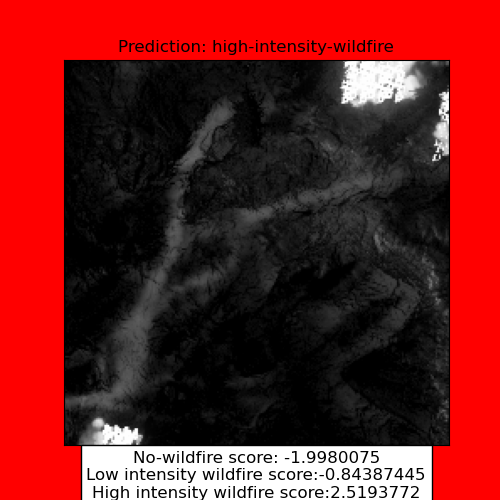 Prediction: high-intensity-wildfire
No-wildfire score: -1.9980075
Low intensity wildfire score:-0.84387445
High intensity wildfire score:2.5193772